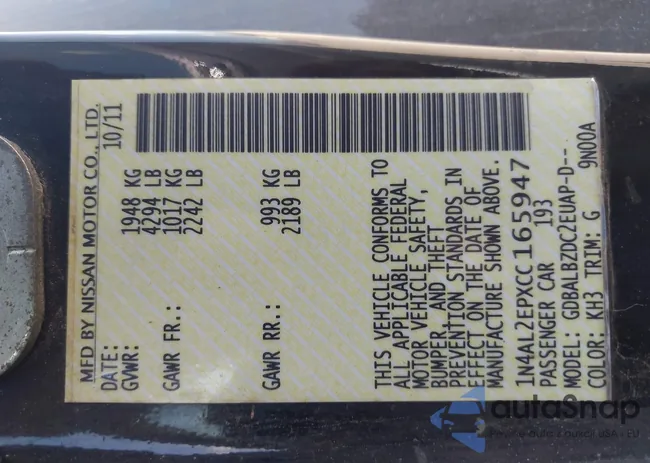 MFD BY NISSAN MOTOR CO., LTD.
DATE: 10/11
GVWR: 1948 KG
4294 LB
GAWR FR.: 1017 KG
2242 LB
GAWR RR.: 993 KG
2189 LB
THIS VEHICLE CONFORMS TO
ALL APPLICABLE FEDERAL
MOTOR VEHICLE SAFETY,
BUMPER, AND THEFT
PREVENTION STANDARDS IN
EFFECT ON THE DATE OF
MANUFACTURE SHOWN ABOVE.
1N4AL2EPXCC165947
PASSENGER CAR 193
MODEL: GDBALBZDC2EUAP-D--
COLOR: KH3 TRIM: G 9N00A
autoSnap